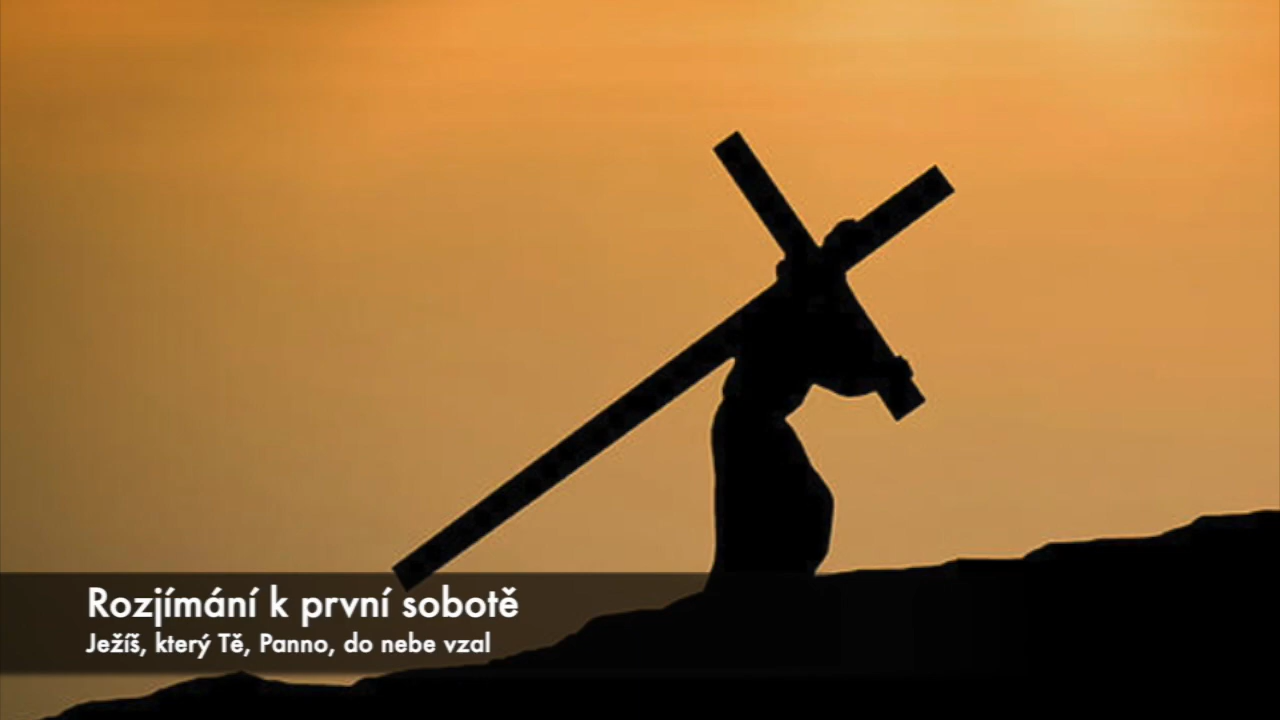 Rozjímání k první sobotě
Ježíš, který Tě, Panno, do nebe vzal